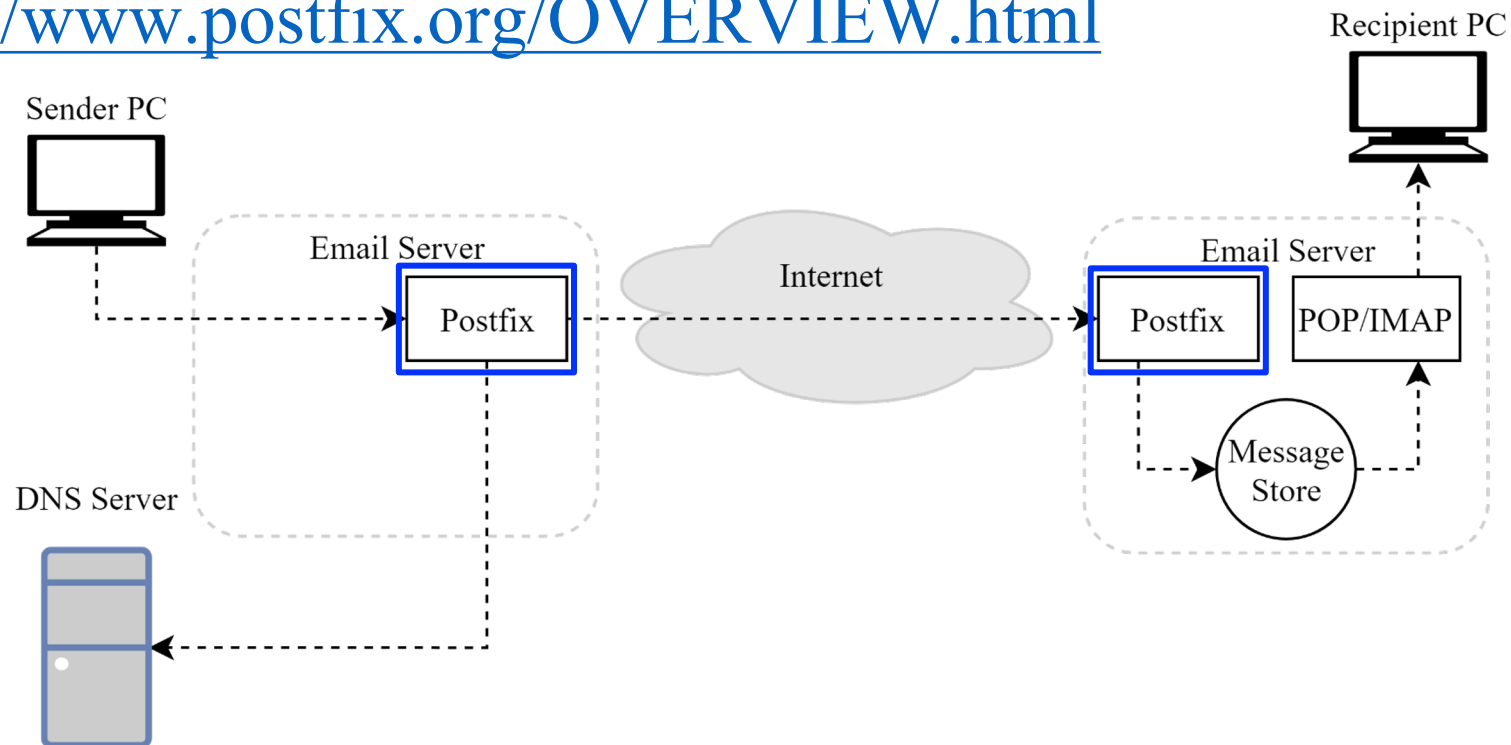 /www.postfix.org/OVERVIEW.html
Recipient PC
Sender PC
Email Server
Internet
Email Server
Postfix
Postfix
POP/IMAP
Message
Store
DNS Server